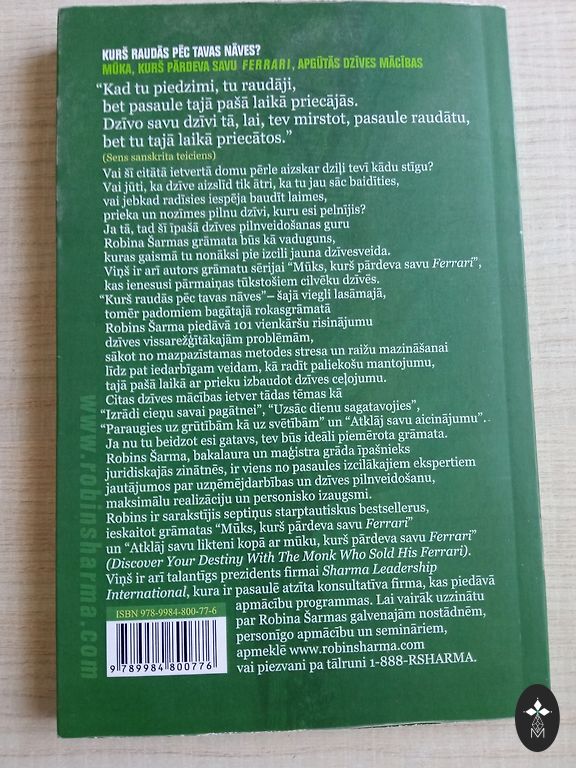 KURŠ RAUDĀS PĒC TAVAS NĀVES?
MŪKA, KURŠ PĀRDEVA SAVU FERRARI, APGŪTĀS DZĪVES MĀCĪBAS
“Kad tu piedzimi, tu raudāji,
bet pasaule tajā pašā laikā priecājās.
Dzīvo savu dzīvi tā, lai, tev mirstot, pasaule raudātu,
bet tu tajā laikā priecātos.”
(Sens sanskrita teiciens)
Vai šī citātā ietvertā domu pērle aizskar dziļi tevī kādu stīgu?
Vai jūti, ka dzīve aizslīd tik ātri, ka tu jau sāc baidīties,
vai jebkad radīsies iespēja baudīt laimes,
prieka un nozīmes pilnu dzīvi, kuru esi pelnījis?
Ja tā, tad šī īpašā dzīves pilnveidošanas guru
Robina Šarmas grāmata būs kā vaduguns,
kuras gaismā tu nonāksi pie izcili jauna dzīvesveida.
Viņš ir arī autors grāmatu sērijai “Mūks, kurš pārdeva savu Ferrari”,
kas ienesusi pārmaiņas tūkstošiem cilvēku dzīvēs.
“Kurš raudās pēc tavas nāves” – šajā viegli lasāmajā,
tomēr padomiem bagātajā rokasgrāmatā
Robins Šarma piedāvā 101 vienkāršu risinājumu
dzīves vissarežģītākajām problēmām,
sākot no mazpazīstamas metodes stresa un raižu mazināšanai
līdz pat iedarbīgam veidam, kā radīt paliekošu mantojumu,
tajā pašā laikā ar prieku izbaudot dzīves ceļojumu.
Citas dzīves mācības ietver tādas tēmas kā
“Izrādi cieņu savai pagātnei”, “Uzsāc dienu sagatavojies”,
“Paraugies uz grūtībām kā uz svētībām” un “Atklāj savu aicinājumu”.
Ja nu tu beidzot esi gatavs, tev būs ideāli piemērota grāmata.
Robins Šarma, bakalaura un maģistra grāda īpašnieks
juridiskajās zinātnēs, ir viens no pasaules izcilākajiem ekspertiem
jautājumos par uzņēmējdarbības un dzīves pilnveidošanu,
maksimālu realizāciju un personisko izaugsmi.
Robins ir sarakstījis septiņus starptautiskus bestsellerus,
ieskaitot grāmatas “Mūks, kurš pārdeva savu Ferrari”
un “Atklāj savu likteni kopā ar mūku, kurš pārdeva savu Ferrari”
(Discover Your Destiny With The Monk Who Sold His Ferrari).
Viņš ir arī talantīgs prezidents firmai Sharma Leadership
International, kura ir pasaulē atzīta konsultatīva firma, kas piedāvā
apmācību programmas. Lai vairāk uzzinātu
par Robina Šarmas galvenajām nostādnēm,
personīgo apmācību un semināriem,
apmeklē www.robinsharma.com
vai piezvani pa tālruni 1-888-RSHARMA.
ISBN 978-9984-800-77-6
9 789984 800776
www.robinsharma.com
M